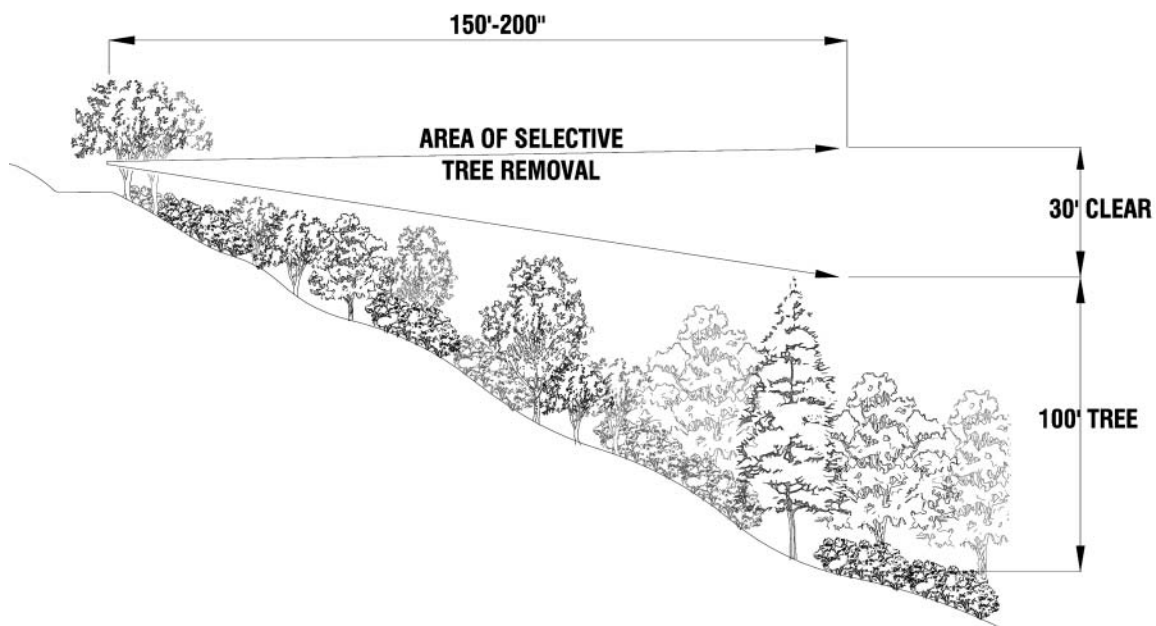 150'-200"
AREA OF SELECTIVE
TREE REMOVAL
30' CLEAR
100' TREE